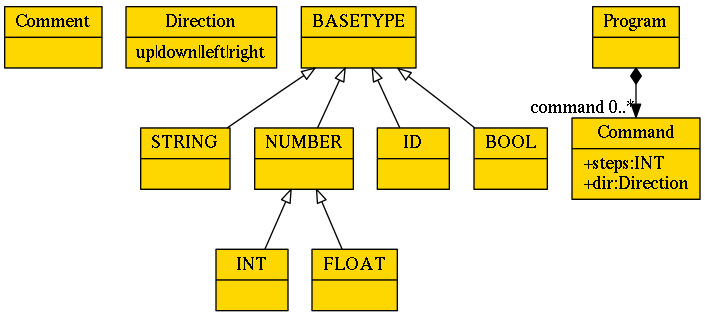 Comment
Direction
up|down|left|right
BASETYPE
Program
command 0..*
STRING
NUMBER
ID
BOOL
Command
+steps:INT
+dir:Direction
INT
FLOAT